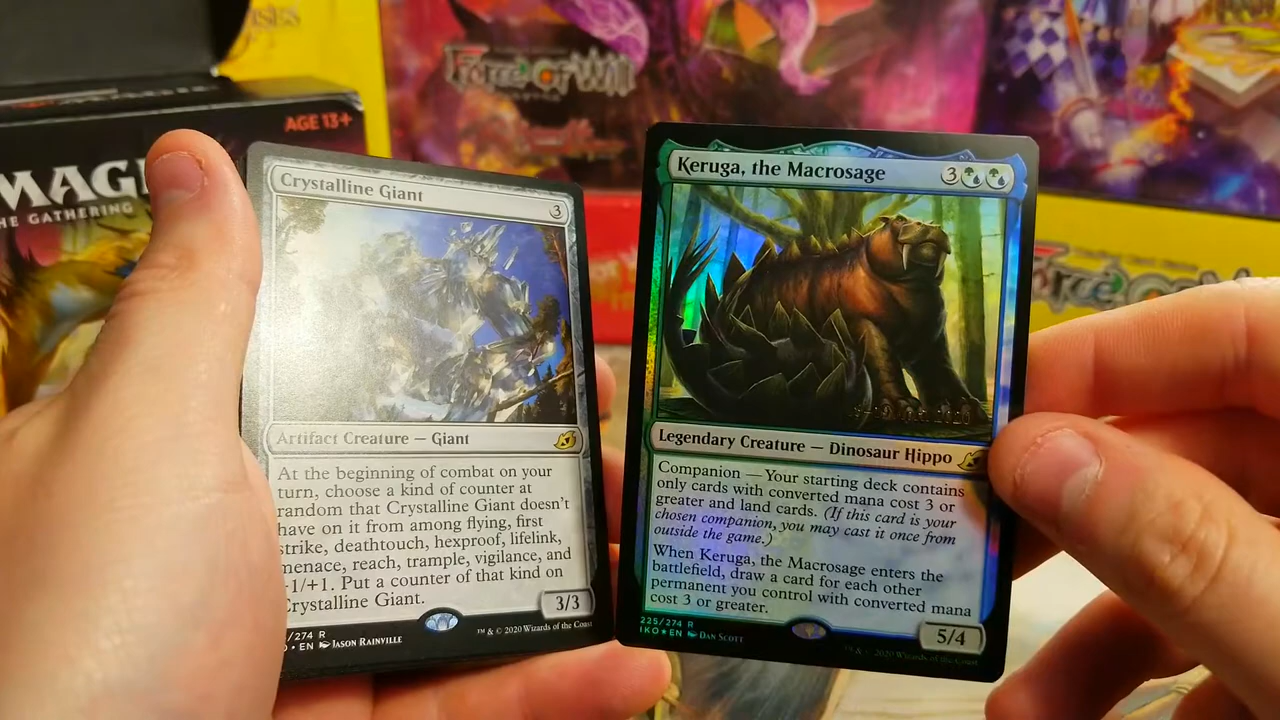 AGE 13+
MAG
THE GATHERING
Force Of Will
Crystalline Giant
3
Artifact Creature — Giant
At the beginning of combat on your
turn, choose a kind of counter at
random that Crystalline Giant doesn't
have on it from among flying, first
strike, deathtouch, hexproof, lifelink,
menace, reach, trample, vigilance, and
+1/+1. Put a counter of that kind on
Crystalline Giant.
3/3
/274 R
EN JASON RAINVILLE
™ & © 2020 Wizards of the Coast
Keruga, the Macrosage
3
Legendary Creature — Dinosaur Hippo
Companion — Your starting deck contains
only cards with converted mana cost 3 or
greater and land cards. (If this card is your
chosen companion, you may cast it once from
outside the game.)
When Keruga, the Macrosage enters the
battlefield, draw a card for each other
permanent you control with converted mana
cost 3 or greater.
5/4
225/274 R
IKO★EN DAN SCOTT
™ & © 2020 Wizards of the Coast
Force Of Wi